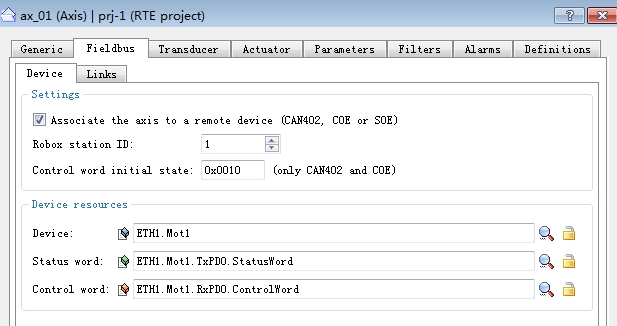 ax_01 (Axis) | prj-1 (RTE project)
Generic Fieldbus Transducer Actuator Parameters Filters Alarms Definitions
Device Links
Settings
Associate the axis to a remote device (CAN402, COE or SOE)
Robox station ID: 1
Control word initial state: 0x0010 (only CAN402 and COE)
Device resources
Device: ETH1.Mot1
Status word: ETH1.Mot1.TxPDO.StatusWord
Control word: ETH1.Mot1.RxPDO.ControlWord